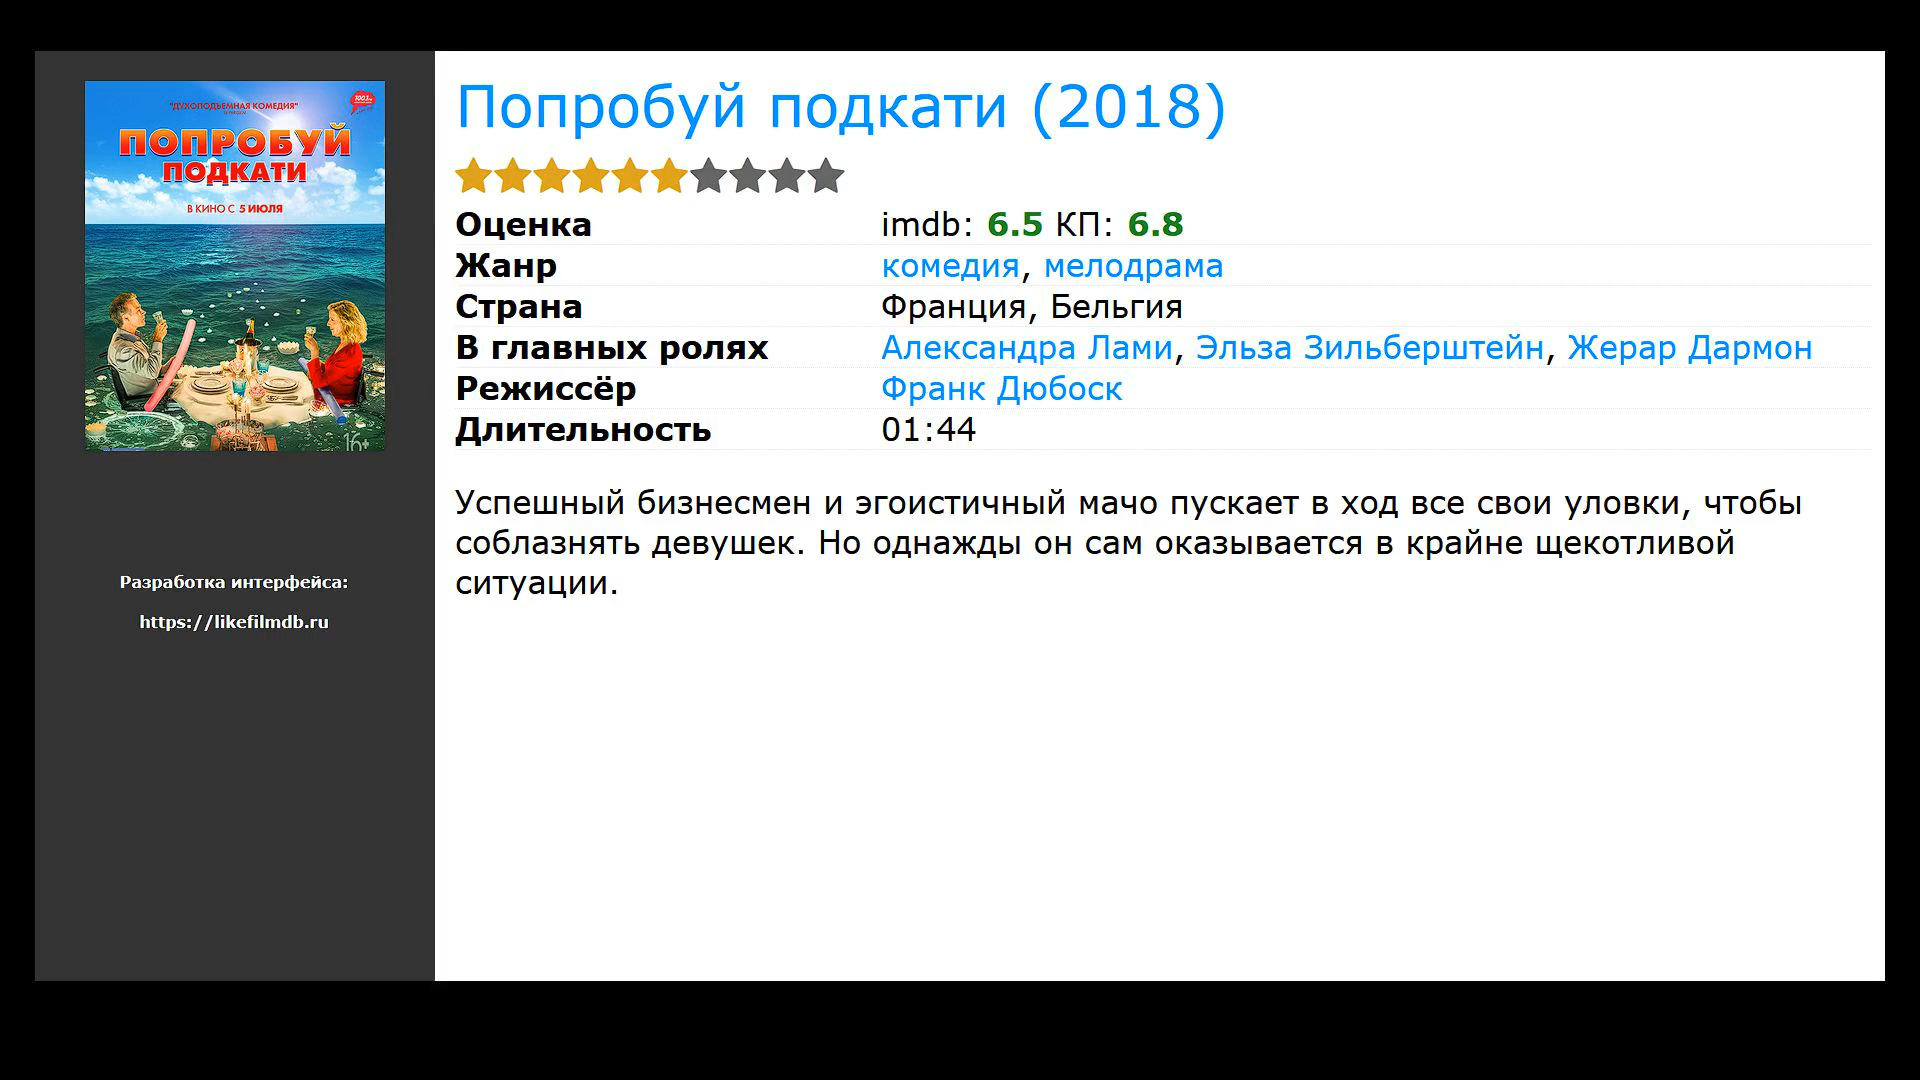 "ДУХОПОДЪЕМНАЯ КОМЕДИЯ"
ПОПРОБУЙ
ПОДКАТИ
В КИНО С 5 ИЮЛЯ
16+
Разработка интерфейса:
https://likefilmdb.ru
Попробуй подкати (2018)
Оценка imdb: 6.5 КП: 6.8
Жанр комедия, мелодрама
Страна Франция, Бельгия
В главных ролях Александра Лами, Эльза Зильберштейн, Жерар Дармон
Режиссёр Франк Дюбоск
Длительность 01:44
Успешный бизнесмен и эгоистичный мачо пускает в ход все свои уловки, чтобы
соблазнять девушек. Но однажды он сам оказывается в крайне щекотливой
ситуации.